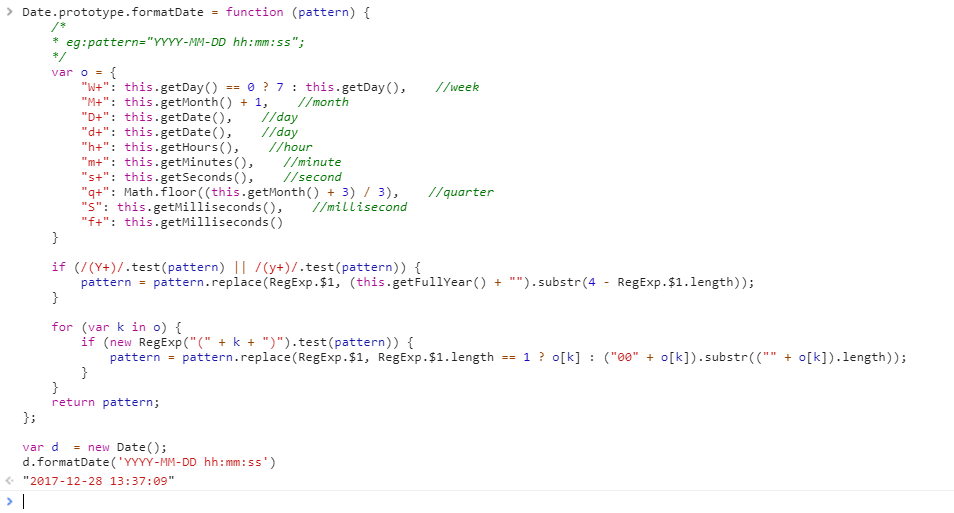 Date.prototype.formatDate = function (pattern) {
    /*
    * eg:pattern="YYYY-MM-DD hh:mm:ss";
    */
    var o = {
        "W+": this.getDay() == 0 ? 7 : this.getDay(),    //week
        "M+": this.getMonth() + 1,    //month
        "D+": this.getDate(),    //day
        "d+": this.getDate(),    //day
        "h+": this.getHours(),    //hour
        "m+": this.getMinutes(),    //minute
        "s+": this.getSeconds(),    //second
        "q+": Math.floor((this.getMonth() + 3) / 3),    //quarter
        "S": this.getMilliseconds(),    //millisecond
        "f+": this.getMilliseconds()
    }
    if (/(Y+)/.test(pattern) || /(y+)/.test(pattern)) {
        pattern = pattern.replace(RegExp.$1, (this.getFullYear() + "").substr(4 - RegExp.$1.length));
    }
    for (var k in o) {
        if (new RegExp("(" + k + ")").test(pattern)) {
            pattern = pattern.replace(RegExp.$1, RegExp.$1.length == 1 ? o[k] : ("00" + o[k]).substr(("" + o[k]).length));
        }
    }
    return pattern;
};
var d  = new Date();
d.formatDate('YYYY-MM-DD hh:mm:ss')
"2017-12-28 13:37:09"